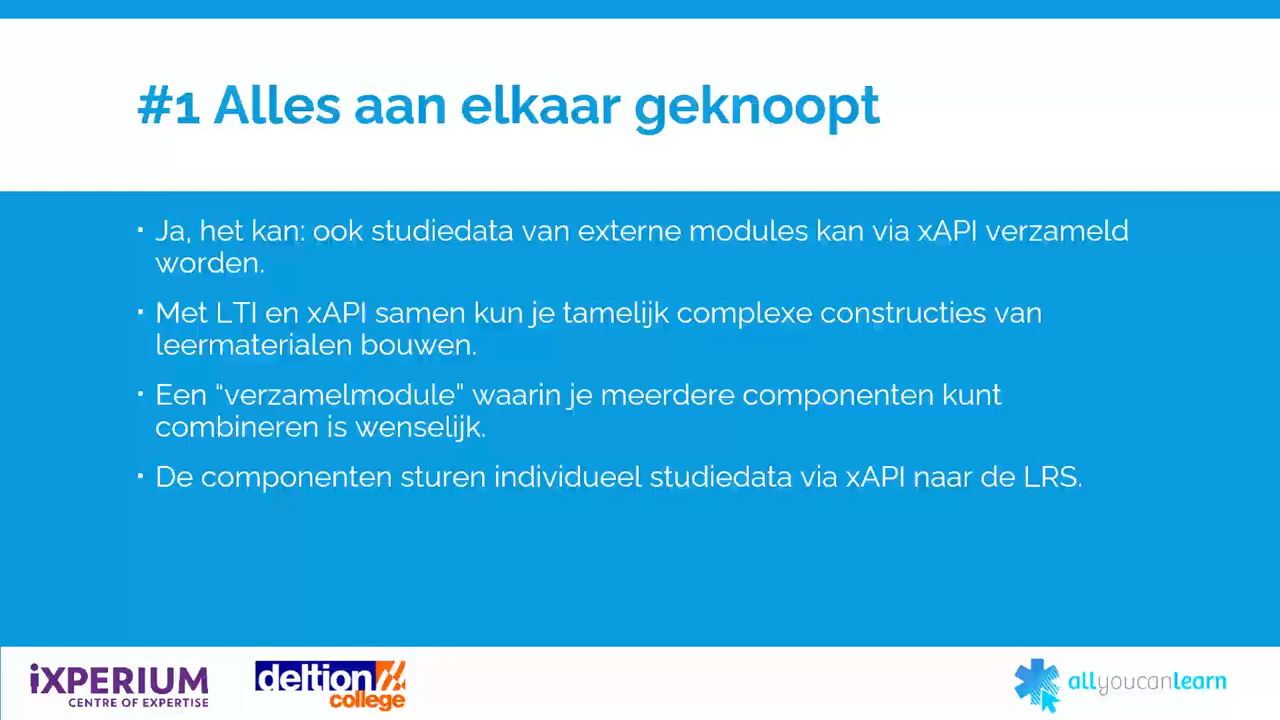 #1 Alles aan elkaar geknoopt
▪ Ja, het kan: ook studiedata van externe modules kan via xAPI verzameld
worden.
▪ Met LTI en xAPI samen kun je tamelijk complexe constructies van
leermaterialen bouwen.
▪ Een “verzamelmodule” waarin je meerdere componenten kunt
combineren is wenselijk.
▪ De componenten sturen individueel studiedata via xAPI naar de LRS.
iXPERIUM
CENTRE OF EXPERTISE
deltion
college
allyoucanlearn